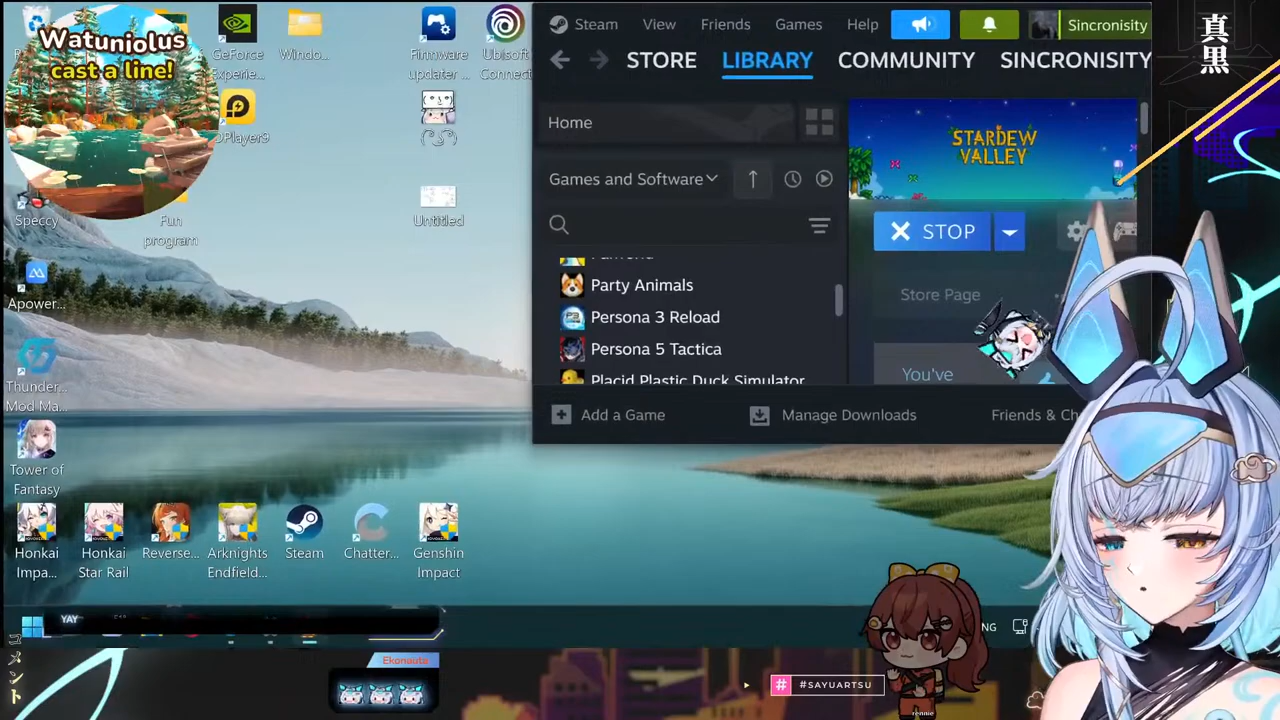 Watuniolus
cast a line!
GeForce
Experie...
Windo...
Firmware
updater ...
Ubisoft
Connect
DPlayer9
Speccy
Fun
program
Untitled
Apower...
Thunder...
Mod Ma...
Tower of
Fantasy
Honkai
Impa...
Honkai
Star Rail
Reverse...
Arknights
Endfield...
Steam
Chatter...
Genshin
Impact
Steam View Friends Games Help Sincronisity
STORE LIBRARY COMMUNITY SINCRONISITY
Home
Games and Software
Party Animals
Persona 3 Reload
Persona 5 Tactica
Placid Plastic Duck Simulator
STARDEW
VALLEY
STOP
Store Page
You've
Add a Game Manage Downloads Friends & Ch
真黒
YAY
NG
Ekonauta
# #SAYUARTSU
rennie